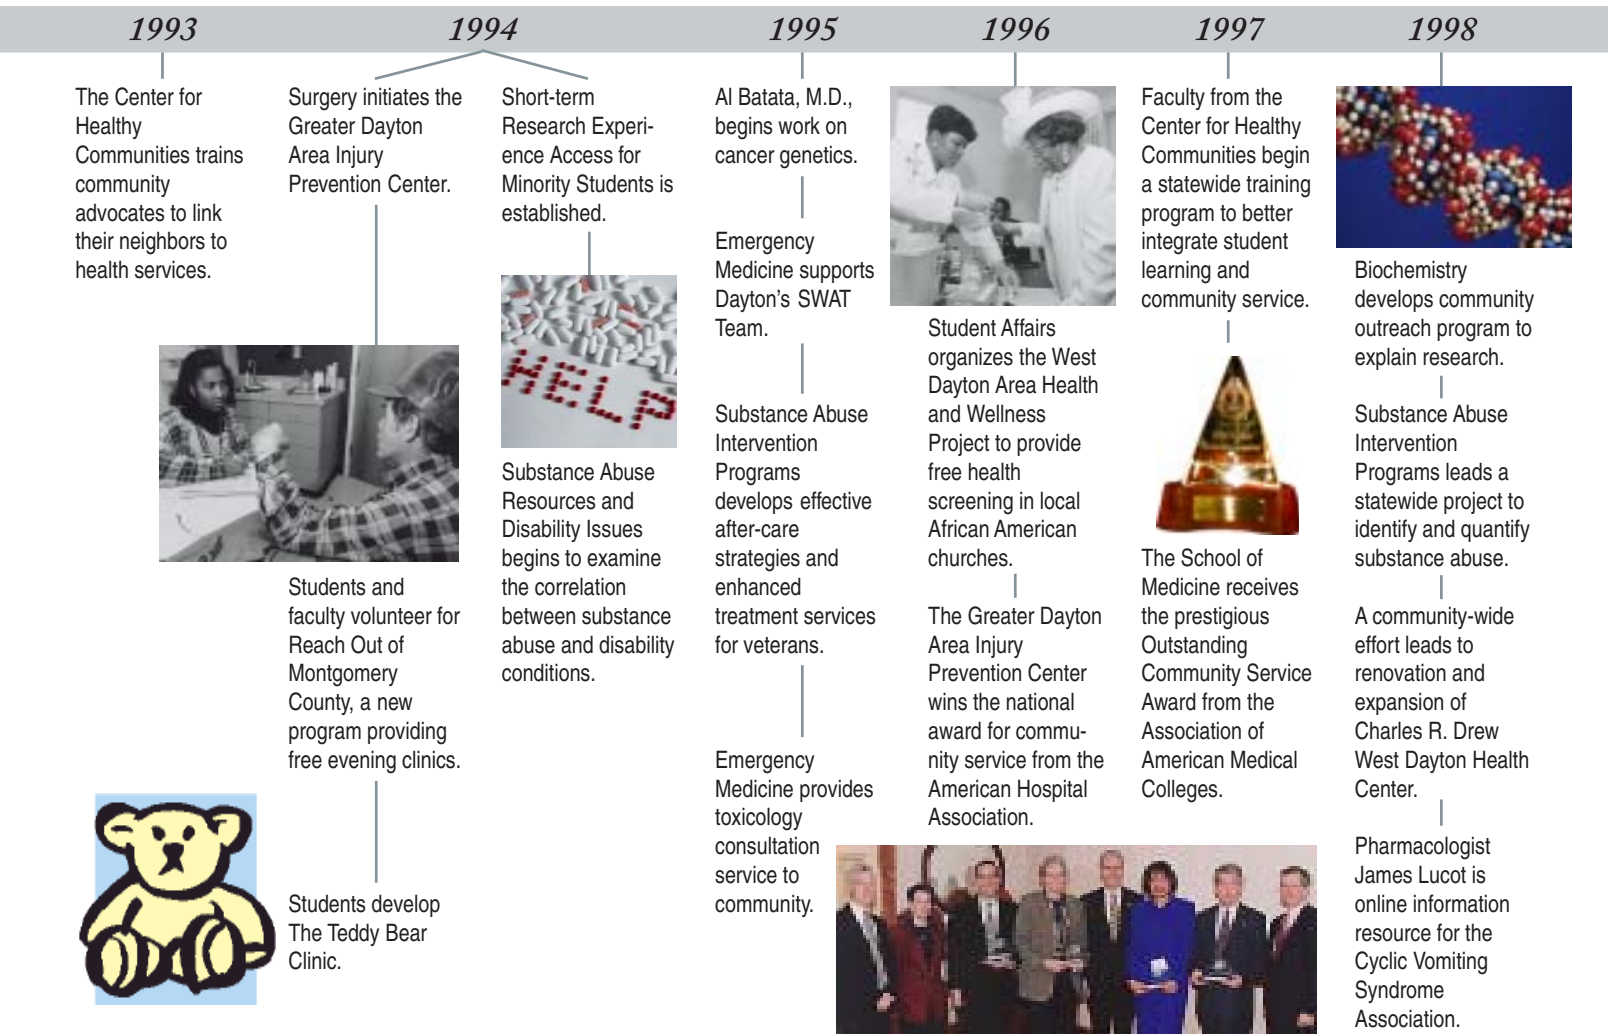 1993
1994
1995
1996
1997
1998
The Center for
Healthy
Communities trains
community
advocates to link
their neighbors to
health services.
Surgery initiates the
Greater Dayton
Area Injury
Prevention Center.
Students and
faculty volunteer for
Reach Out of
Montgomery
County, a new
program providing
free evening clinics.
Students develop
The Teddy Bear
Clinic.
Short-term
Research Experi-
ence Access for
Minority Students is
established.
HELP
Substance Abuse
Resources and
Disability Issues
begins to examine
the correlation
between substance
abuse and disability
conditions.
Al Batata, M.D.,
begins work on
cancer genetics.
Emergency
Medicine supports
Dayton's SWAT
Team.
Substance Abuse
Intervention
Programs
develops effective
after-care
strategies and
enhanced
treatment services
for veterans.
Emergency
Medicine provides
toxicology
consultation
service to
community.
Student Affairs
organizes the West
Dayton Area Health
and Wellness
Project to provide
free health
screening in local
African American
churches.
The Greater Dayton
Area Injury
Prevention Center
wins the national
award for commu-
nity service from the
American Hospital
Association.
Faculty from the
Center for Healthy
Communities begin
a statewide training
program to better
integrate student
learning and
community service.
The School of
Medicine receives
the prestigious
Outstanding
Community Service
Award from the
Association of
American Medical
Colleges.
Biochemistry
develops community
outreach program to
explain research.
Substance Abuse
Intervention
Programs leads a
statewide project to
identify and quantify
substance abuse.
A community-wide
effort leads to
renovation and
expansion of
Charles R. Drew
West Dayton Health
Center.
Pharmacologist
James Lucot is
online information
resource for the
Cyclic Vomiting
Syndrome
Association.